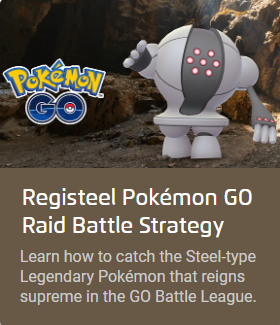 POKÉMON
GO
Registeel Pokémon GO
Raid Battle Strategy
Learn how to catch the Steel-type
Legendary Pokémon that reigns
supreme in the GO Battle League.